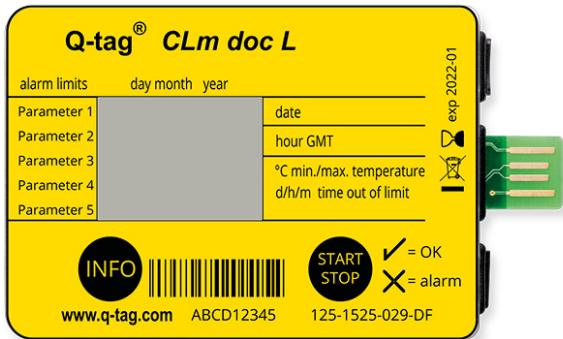 Q-tag® CLm doc L
alarm limits day month year
Parameter 1 date
Parameter 2 hour GMT
Parameter 3 °C min./max. temperature
Parameter 4 d/h/m time out of limit
Parameter 5
exp 2022-01
INFO
START
STOP
✓ = OK
✕ = alarm
www.q-tag.com ABCD12345 125-1525-029-DF